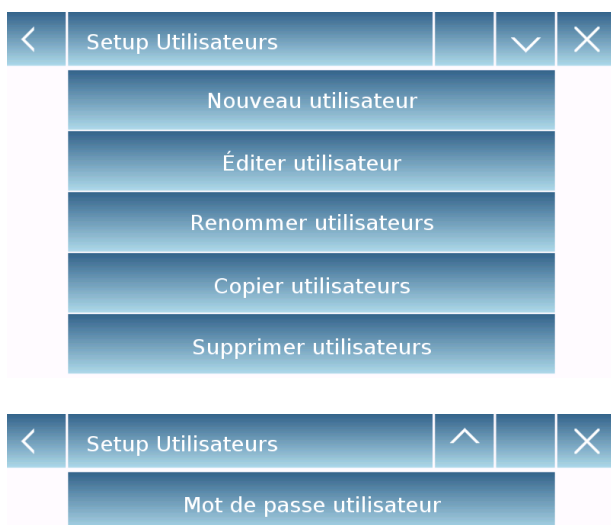 Setup Utilisateurs
Nouveau utilisateur
Éditer utilisateur
Renommer utilisateurs
Copier utilisateurs
Supprimer utilisateurs
Setup Utilisateurs
Mot de passe utilisateur